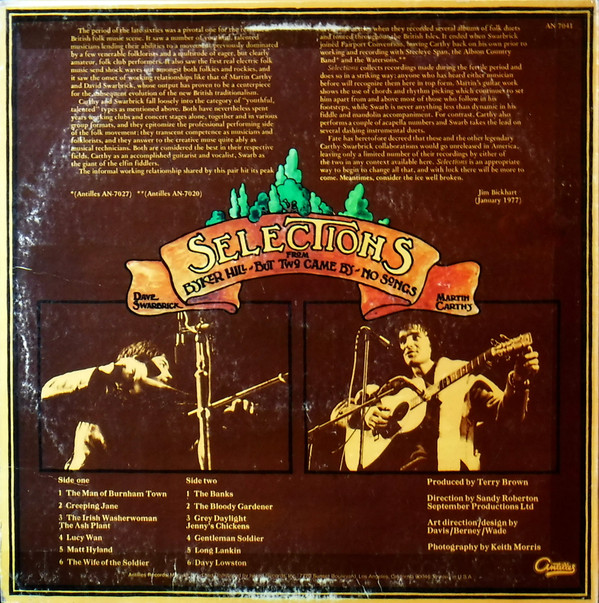 AN-7041
The period of the late sixties was a pivotal one for the
British folk music scene. It saw a number of talented
musicians lending their abilities to a movement previously dominated
by a few venerable folklorists and a multitude of eager, but clearly
amateur, folk club performers. It also saw the first real electric folk
music send shock waves out amongst both folkies and rockies, and
it saw the onset of working relationships like that of Martin Carthy
and David Swarbrick, whose output has proven to be a centerpiece
for the subsequent evolution of the new British traditionalism.
Carthy and Swarbrick fall loosely into the category of "youthful,
talented" types as mentioned above. Both have nevertheless spent
years working clubs and concert stages alone, together and in various
group formats, and they epitomise the professional performing side
of the folk movement; they transcend competence as musicians and
folklorists, and they answer to the creative muse quite ably as
musical technicians. Both are considered the best in their respective
fields, Carthy as an accomplished guitarist and vocalist, Swarb as
the giant of the elfin fiddlers.
The informal working relationship shared by this pair hit its peak
*(Antilles AN-7027) **(Antilles AN-7020)
when they recorded several albums of folk duets
and toured throughout the British Isles. It ended when Swarbrick
joined Fairport Convention, leaving Carthy back on his own prior to
working and recording with Steeleye Span, the Albion Country
Band* and the Watersons.**
Selections collects recordings made during the fertile period and
does so in a striking way; anyone who has heard either musician
before will recognize them here in top form. Martin's guitar work
shows the use of chords and rhythm picking which continues to set
him apart from and above most of those who follow in his
footsteps, while Swarb is never anything less than dynamic in his
fiddle and mandolin accompaniment. For contrast, Carthy also
performs a couple of acapella numbers and Swarb takes the lead on
several dashing instrumental duets.
Fate has heretofore decreed that these and the other legendary
Carthy-Swarbrick collaborations would go unreleased in America,
leaving only a limited number of their recordings by either of
the two in any context available here. Selections is an appropriate
way to begin to change all that, and with luck there will be more to
come. Meantimes, consider the ice well broken.
Jim Bickhart
(January 1977)
SELECTIONS
FROM
BYKER HILL - BUT TWO CAME BY - NO SONGS
DAVE
SWARBRICK
MARTIN
CARTHY
Side one
1 The Man of Burnham Town
2 Creeping Jane
3 The Irish Washerwoman
The Ash Plant
4 Lucy Wan
5 Matt Hyland
6 The Wife of the Soldier
Side two
1 The Banks
2 The Bloody Gardener
3 Grey Daylight
Jenny's Chickens
4 Gentleman Soldier
5 Long Lankin
6 Davy Lowston
Produced by Terry Brown
Direction by Sandy Roberton
September Productions Ltd
Art direction/design by
Davis/Berney/Wade
Photography by Keith Morris
Antilles
Antilles Records Los Angeles, California U.S.A.